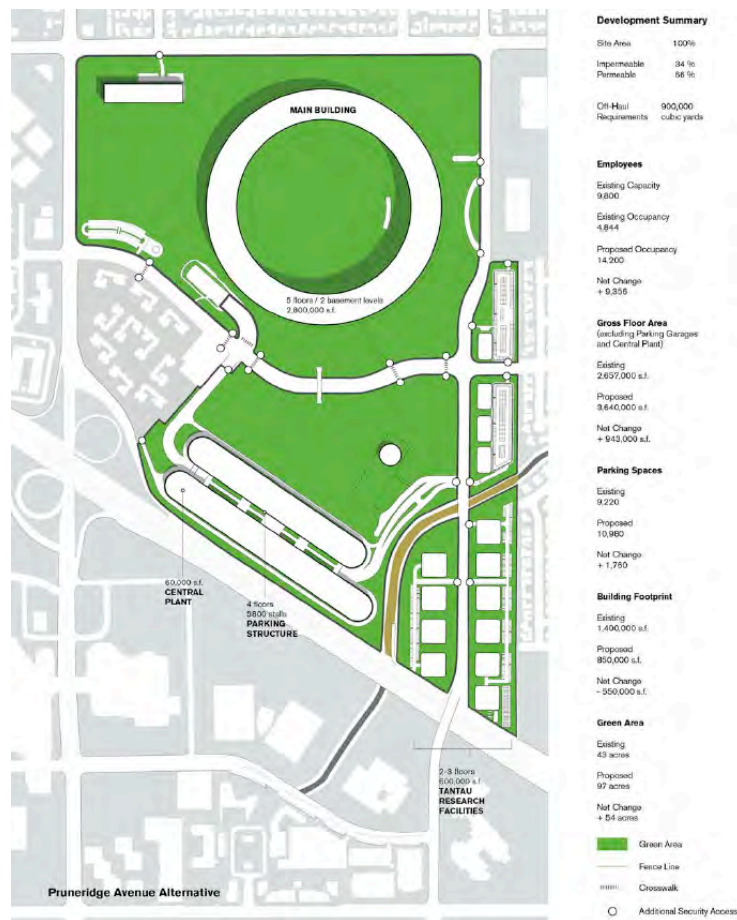 MAIN BUILDING
5 floors / 2 basement levels
2,800,000 s.f.
60,000 s.f.
CENTRAL
PLANT
4 floors
5800 stalls
PARKING
STRUCTURE
2-3 floors
600,000 s.f.
TANTAU
RESEARCH
FACILITIES
Pruneridge Avenue Alternative
Development Summary
Site Area 100%
Impermeable 34 %
Permeable 66 %
Off-Haul 900,000
Requirements cubic yards
Employees
Existing Capacity
9,800
Existing Occupancy
4,844
Proposed Occupancy
14,200
Net Change
+ 9,356
Gross Floor Area
(excluding Parking Garages
and Central Plant)
Existing
2,657,000 s.f.
Proposed
3,640,000 s.f.
Net Change
+ 943,000 s.f.
Parking Spaces
Existing
9,220
Proposed
10,980
Net Change
+ 1,760
Building Footprint
Existing
1,400,000 s.f.
Proposed
850,000 s.f.
Net Change
- 550,000 s.f.
Green Area
Existing
43 acres
Proposed
97 acres
Net Change
+ 54 acres
Green Area
Fence Line
Crosswalk
Additional Security Access